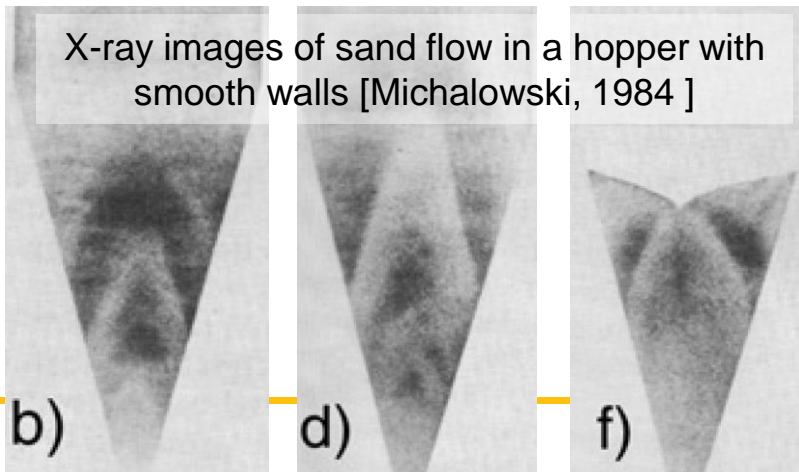 X-ray images of sand flow in a hopper with
smooth walls [Michalowski, 1984 ]
b)
d)
f)